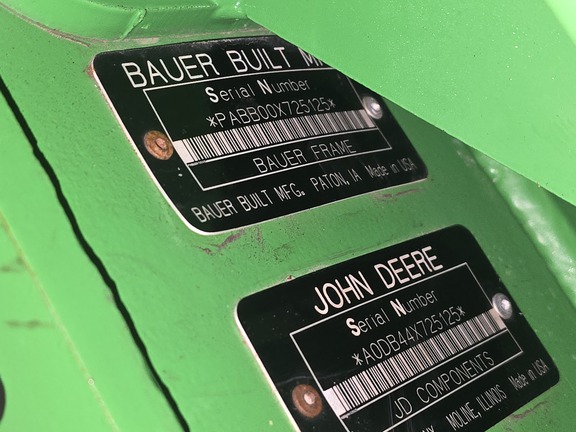 BAUER BUILT
Serial Number
*PABB00X725125*
BAUER FRAME
BAUER BUILT MFG. PATON, IA Made in USA
JOHN DEERE
Serial Number
*A0DB44X725125*
JD COMPONENTS
MOLINE, ILLINOIS Made in USA